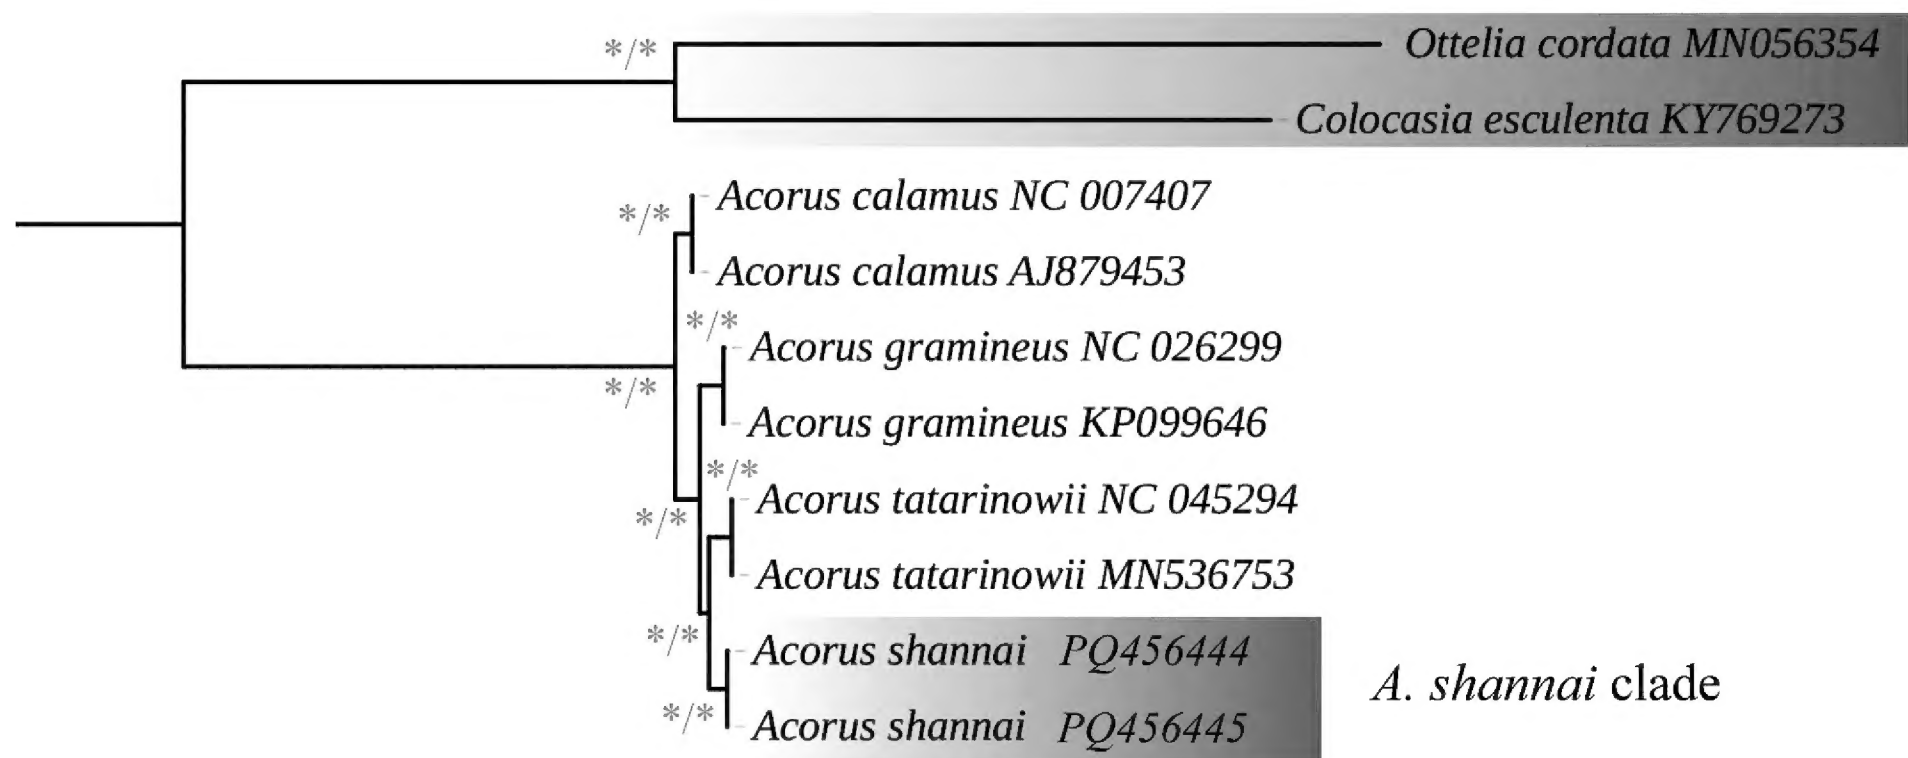 */*
Ottelia cordata MN056354
Colocasia esculenta KY769273
*/*
Acorus calamus NC 007407
Acorus calamus AJ879453
*/*
Acorus gramineus NC 026299
*/*
Acorus gramineus KP099646
*/*
Acorus tatarinowii NC 045294
*/*
Acorus tatarinowii MN536753
*/*
Acorus shannai PQ456444
A. shannai clade
*/*
Acorus shannai PQ456445